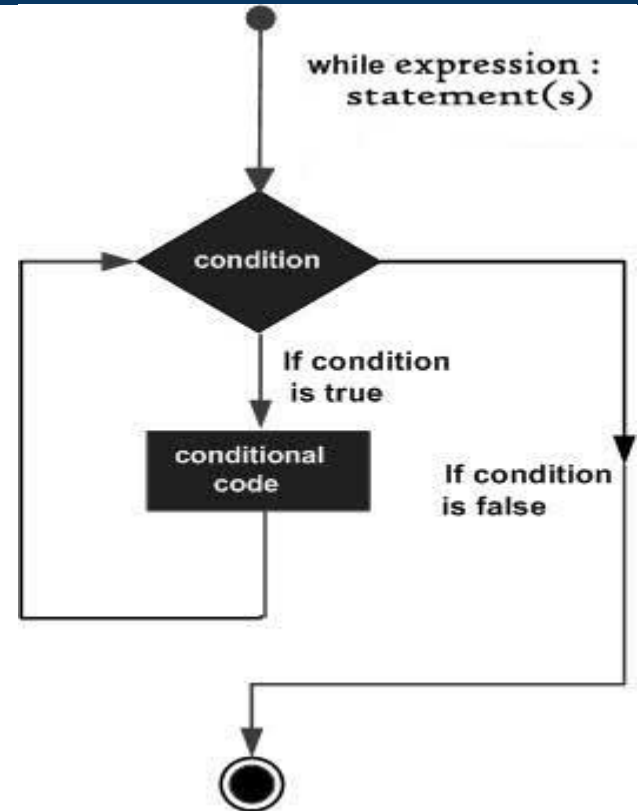 while expression :
statement(s)
condition
If condition
is true
conditional
code
If condition
is false